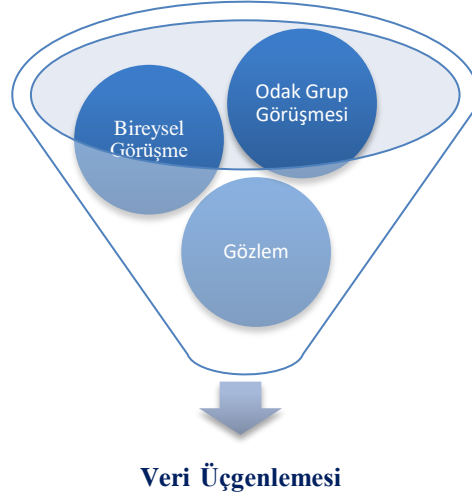 Odak Grup
Görüşmesi
Bireysel
Görüşme
Gözlem
Veri Üçgenlemesi